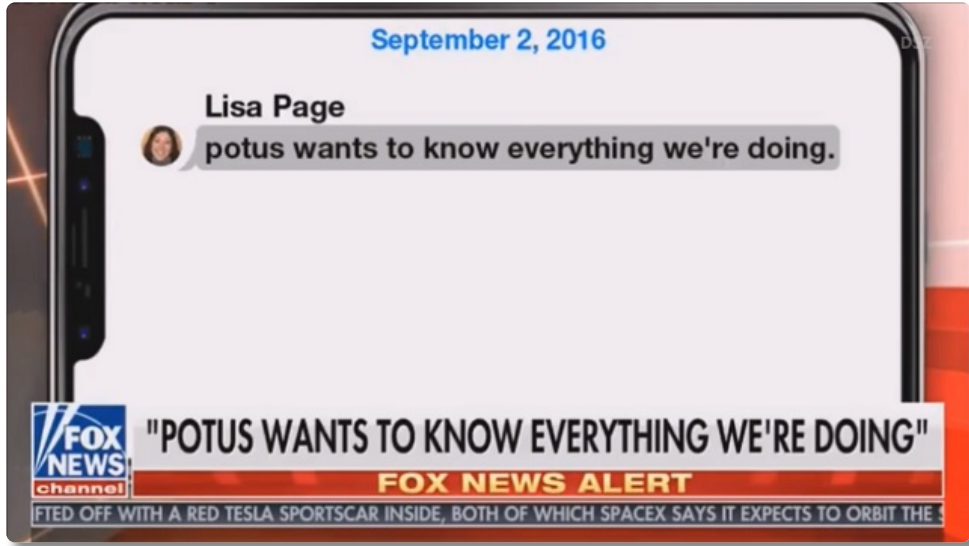 September 2, 2016
DSZ
Lisa Page
potus wants to know everything we're doing.
FOX
NEWS
channel
"POTUS WANTS TO KNOW EVERYTHING WE'RE DOING"
FOX NEWS ALERT
FTED OFF WITH A RED TESLA SPORTSCAR INSIDE, BOTH OF WHICH SPACEX SAYS IT EXPECTS TO ORBIT THE S